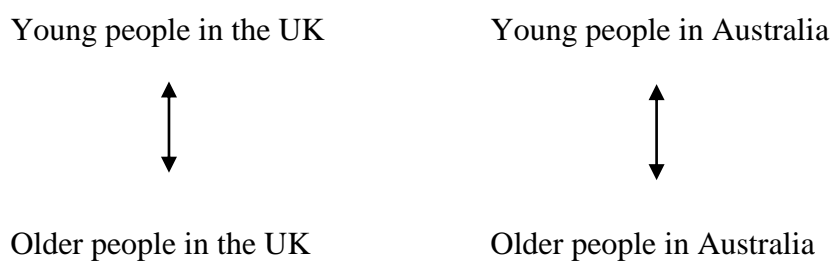 Young people in the UK
Young people in Australia
Older people in the UK
Older people in Australia